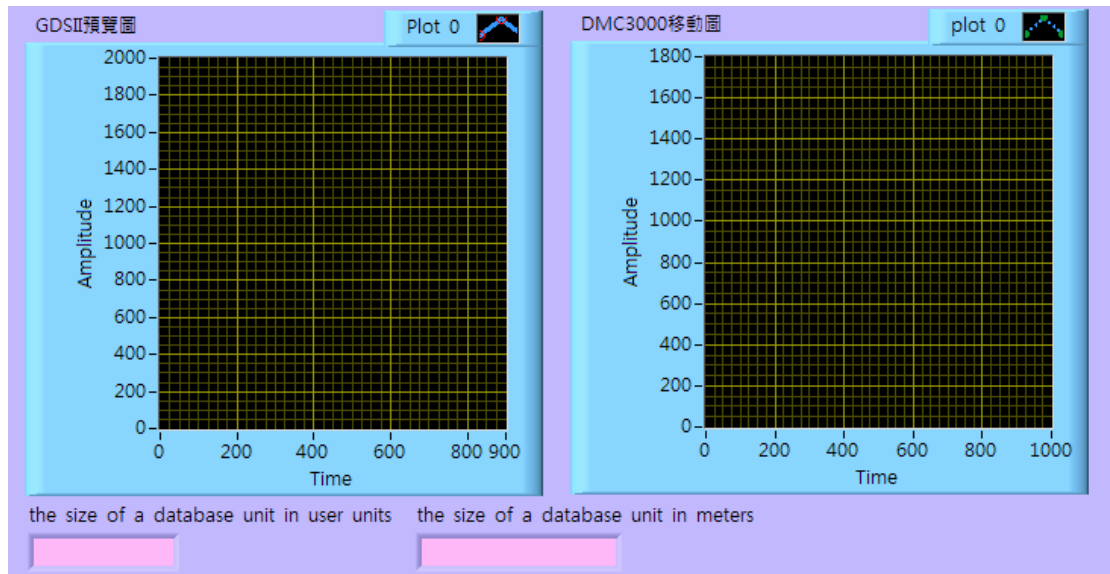 GDSII預覽圖
Plot 0
2000
1800
1600
1400
1200
1000
800
600
400
200
0
Amplitude
0 200 400 600 800 900
Time
DMC3000移動圖
plot 0
1800
1600
1400
1200
1000
800
600
400
200
0
Amplitude
0 200 400 600 800 1000
Time
the size of a database unit in user units
the size of a database unit in meters